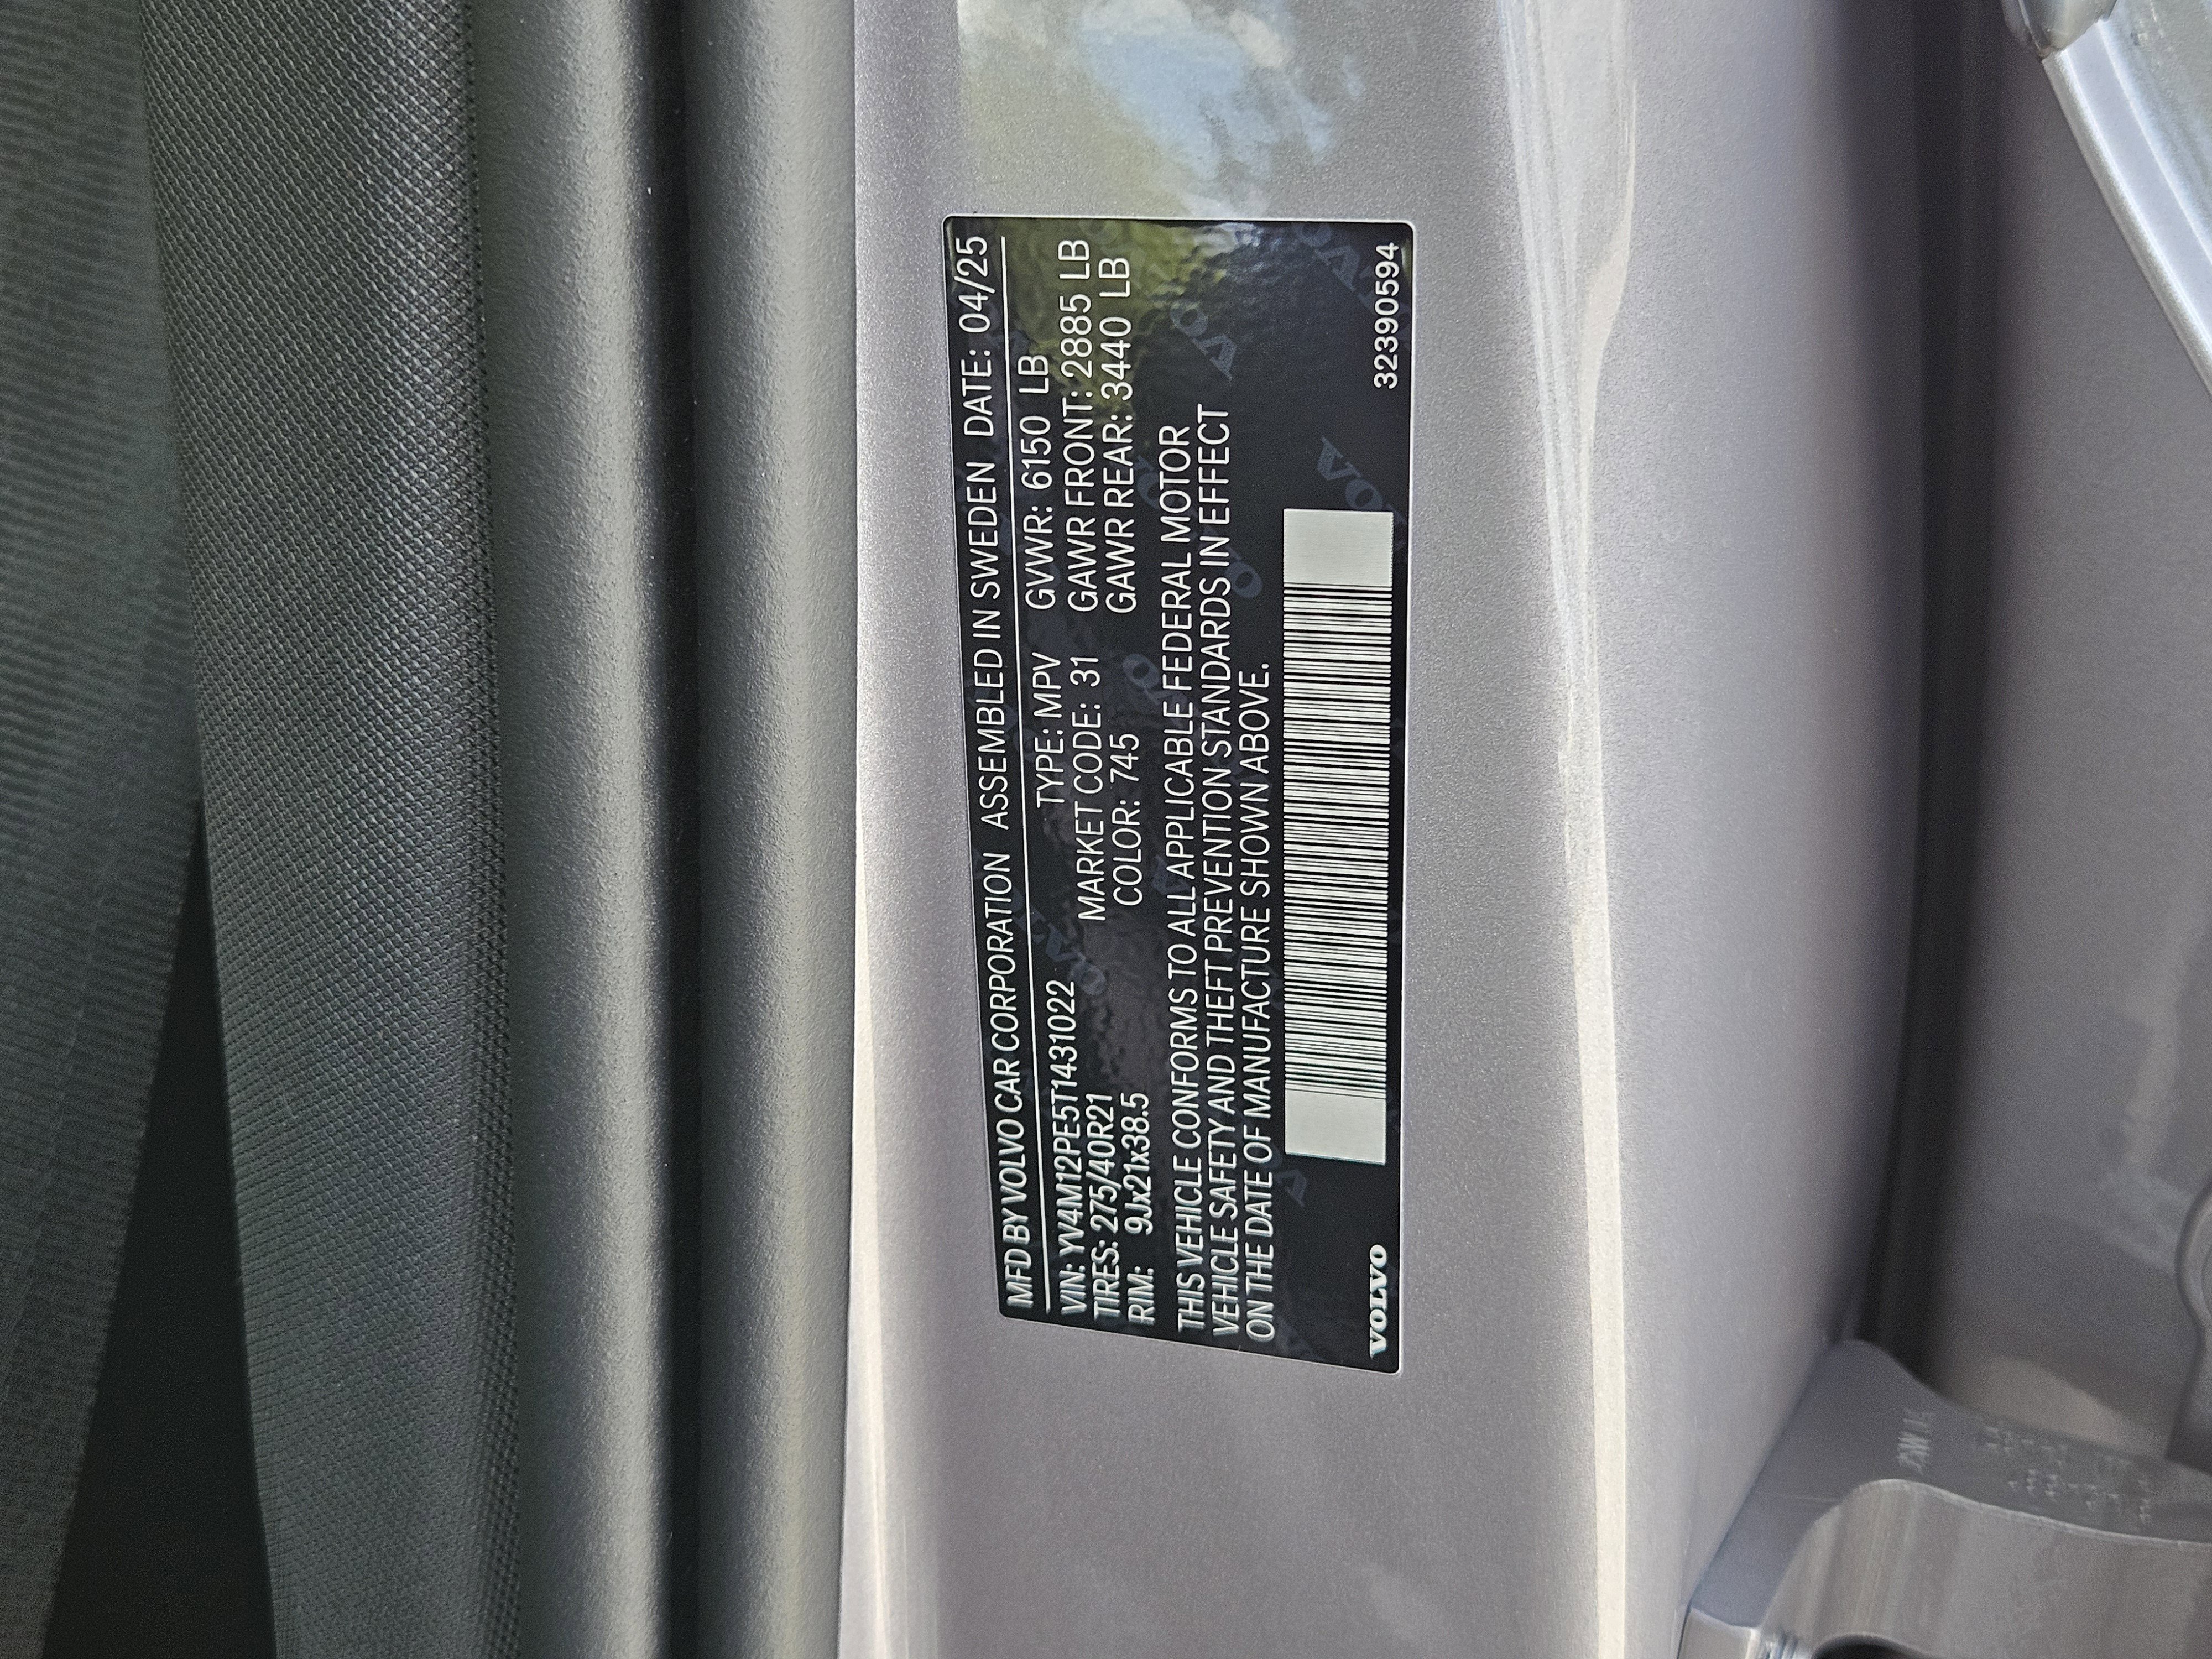 MFD BY VOLVO CAR CORPORATION ASSEMBLED IN SWEDEN DATE: 04/25
VIN: YV4M12PE5T1431022 TYPE: MPV GVWR: 6150 LB
TIRES: 275/40R21 MARKET CODE: 31 GAWR FRONT: 2885 LB
RIM: 9Jx21x38.5 COLOR: 745 GAWR REAR: 3440 LB
THIS VEHICLE CONFORMS TO ALL APPLICABLE FEDERAL MOTOR
VEHICLE SAFETY AND THEFT PREVENTION STANDARDS IN EFFECT
ON THE DATE OF MANUFACTURE SHOWN ABOVE.
VOLVO 32390594